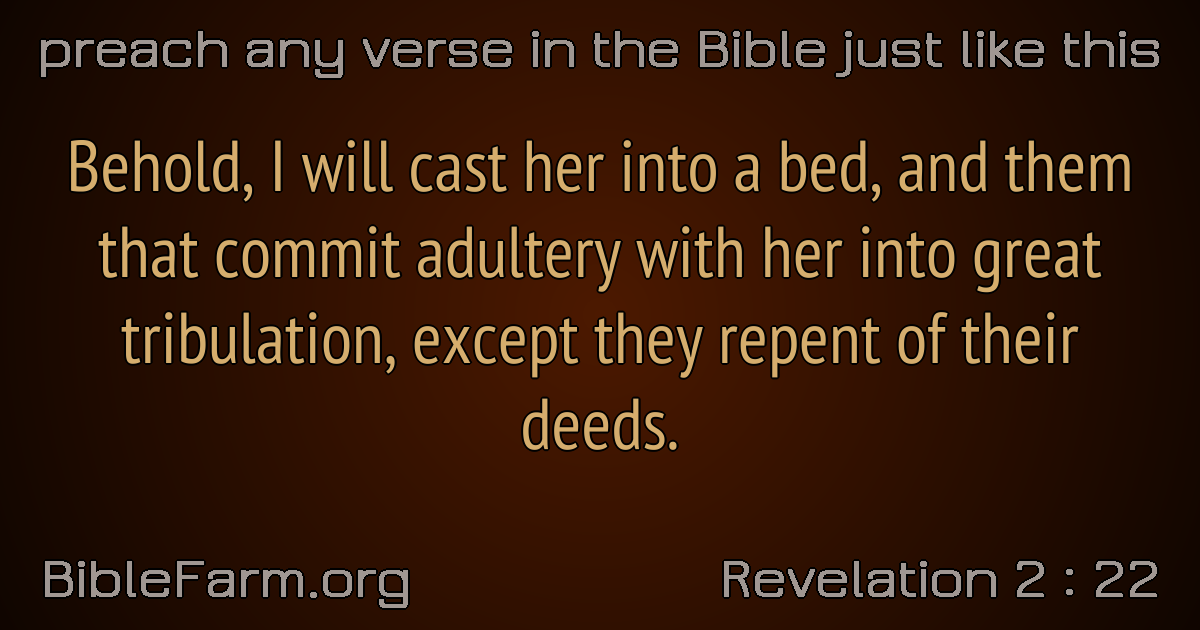 preach any verse in the Bible just like this
Behold, I will cast her into a bed, and them
that commit adultery with her into great
tribulation, except they repent of their
deeds.
BibleFarm.org
Revelation 2 : 22